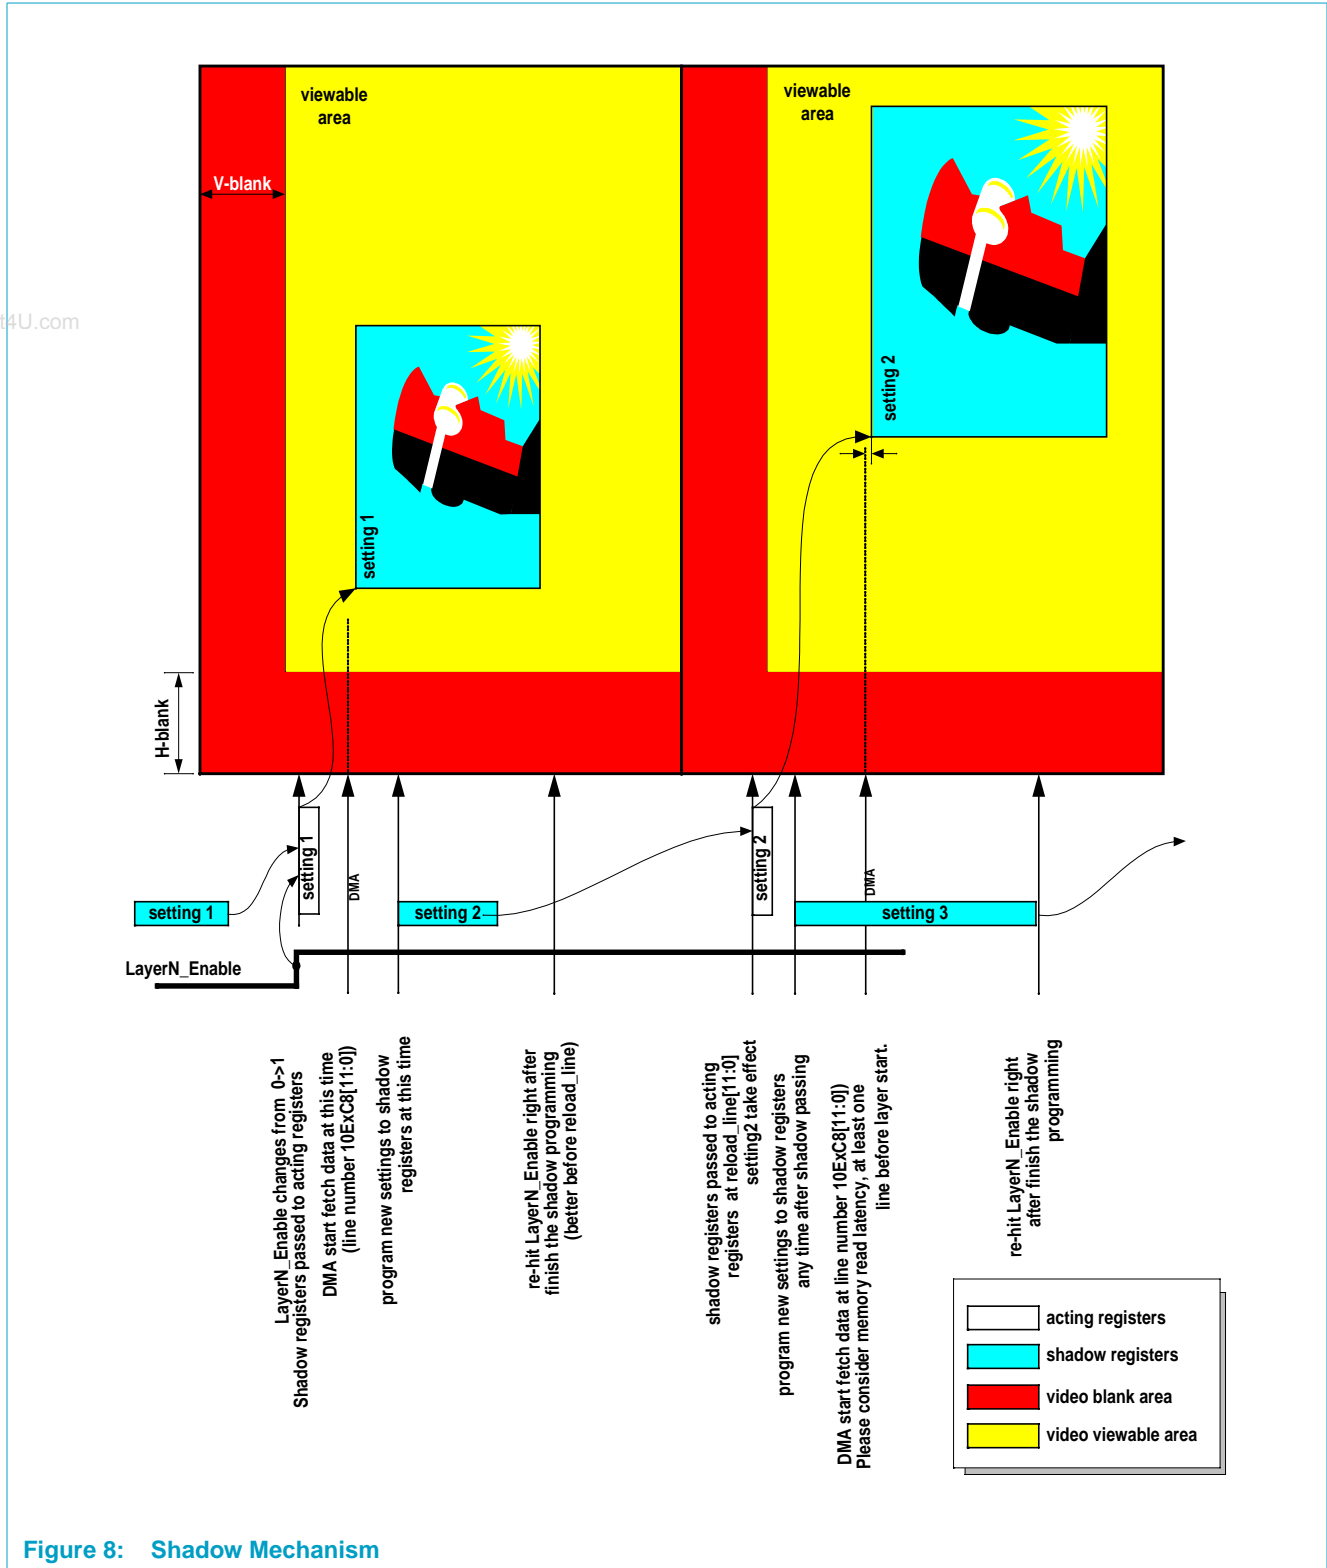 viewable
area
viewable
area
V-blank
t4U.com
setting 2
setting 1
H-blank
setting 1
setting 2
DMA
DMA
setting 1
setting 2
setting 3
LayerN_Enable
LayerN_Enable changes from 0->1
Shadow registers passed to acting registers
DMA start fetch data at this time
(line number 10ExC8[11:0])
program new settings to shadow
registers at this time
re-hit LayerN_Enable right after
finish the shadow programming
(better before reload_line)
shadow registers passed to acting
registers at reload_line[11:0]
setting2 take effect
program new settings to shadow registers
any time after shadow passing
DMA start fetch data at line number 10ExC8[11:0])
Please consider memory read latency, at least one
line before layer start.
re-hit LayerN_Enable right
after finish the shadow
programming
acting registers
shadow registers
video blank area
video viewable area
Figure 8: Shadow Mechanism